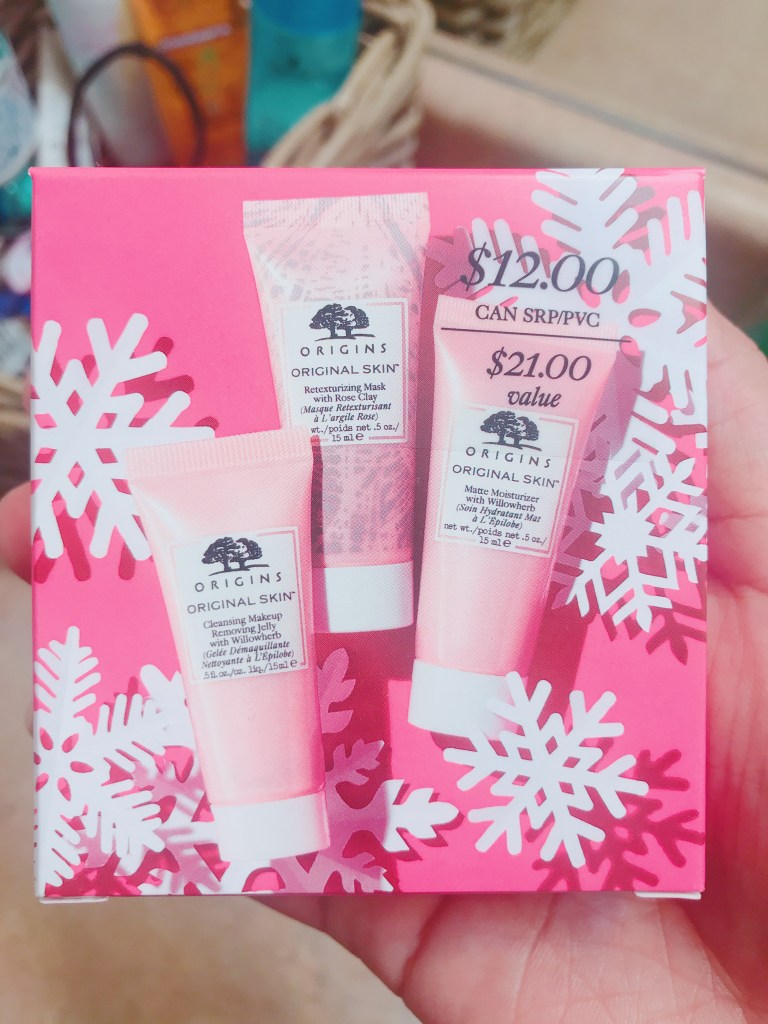 $12.00
CAN SRP/PVC
$21.00
value
ORIGINS
ORIGINAL SKIN™
Retexturizing Mask
with Rose Clay
(Masque Retexturisant
à L'argile Rose)
wt./poids net .5 oz./
15 ml e
ORIGINS
ORIGINAL SKIN™
Matte Moisturizer
with Willowherb
(Soin Hydratant Mat
à L'Épilobe)
net wt./poids net .5 oz./
15 ml e
ORIGINS
ORIGINAL SKIN™
Cleansing Makeup
Removing Jelly
with Willowherb
(Gelée Démaquillante
Nettoyante à L'Épilobe)
.5 fl.oz./oz. liq./15ml e